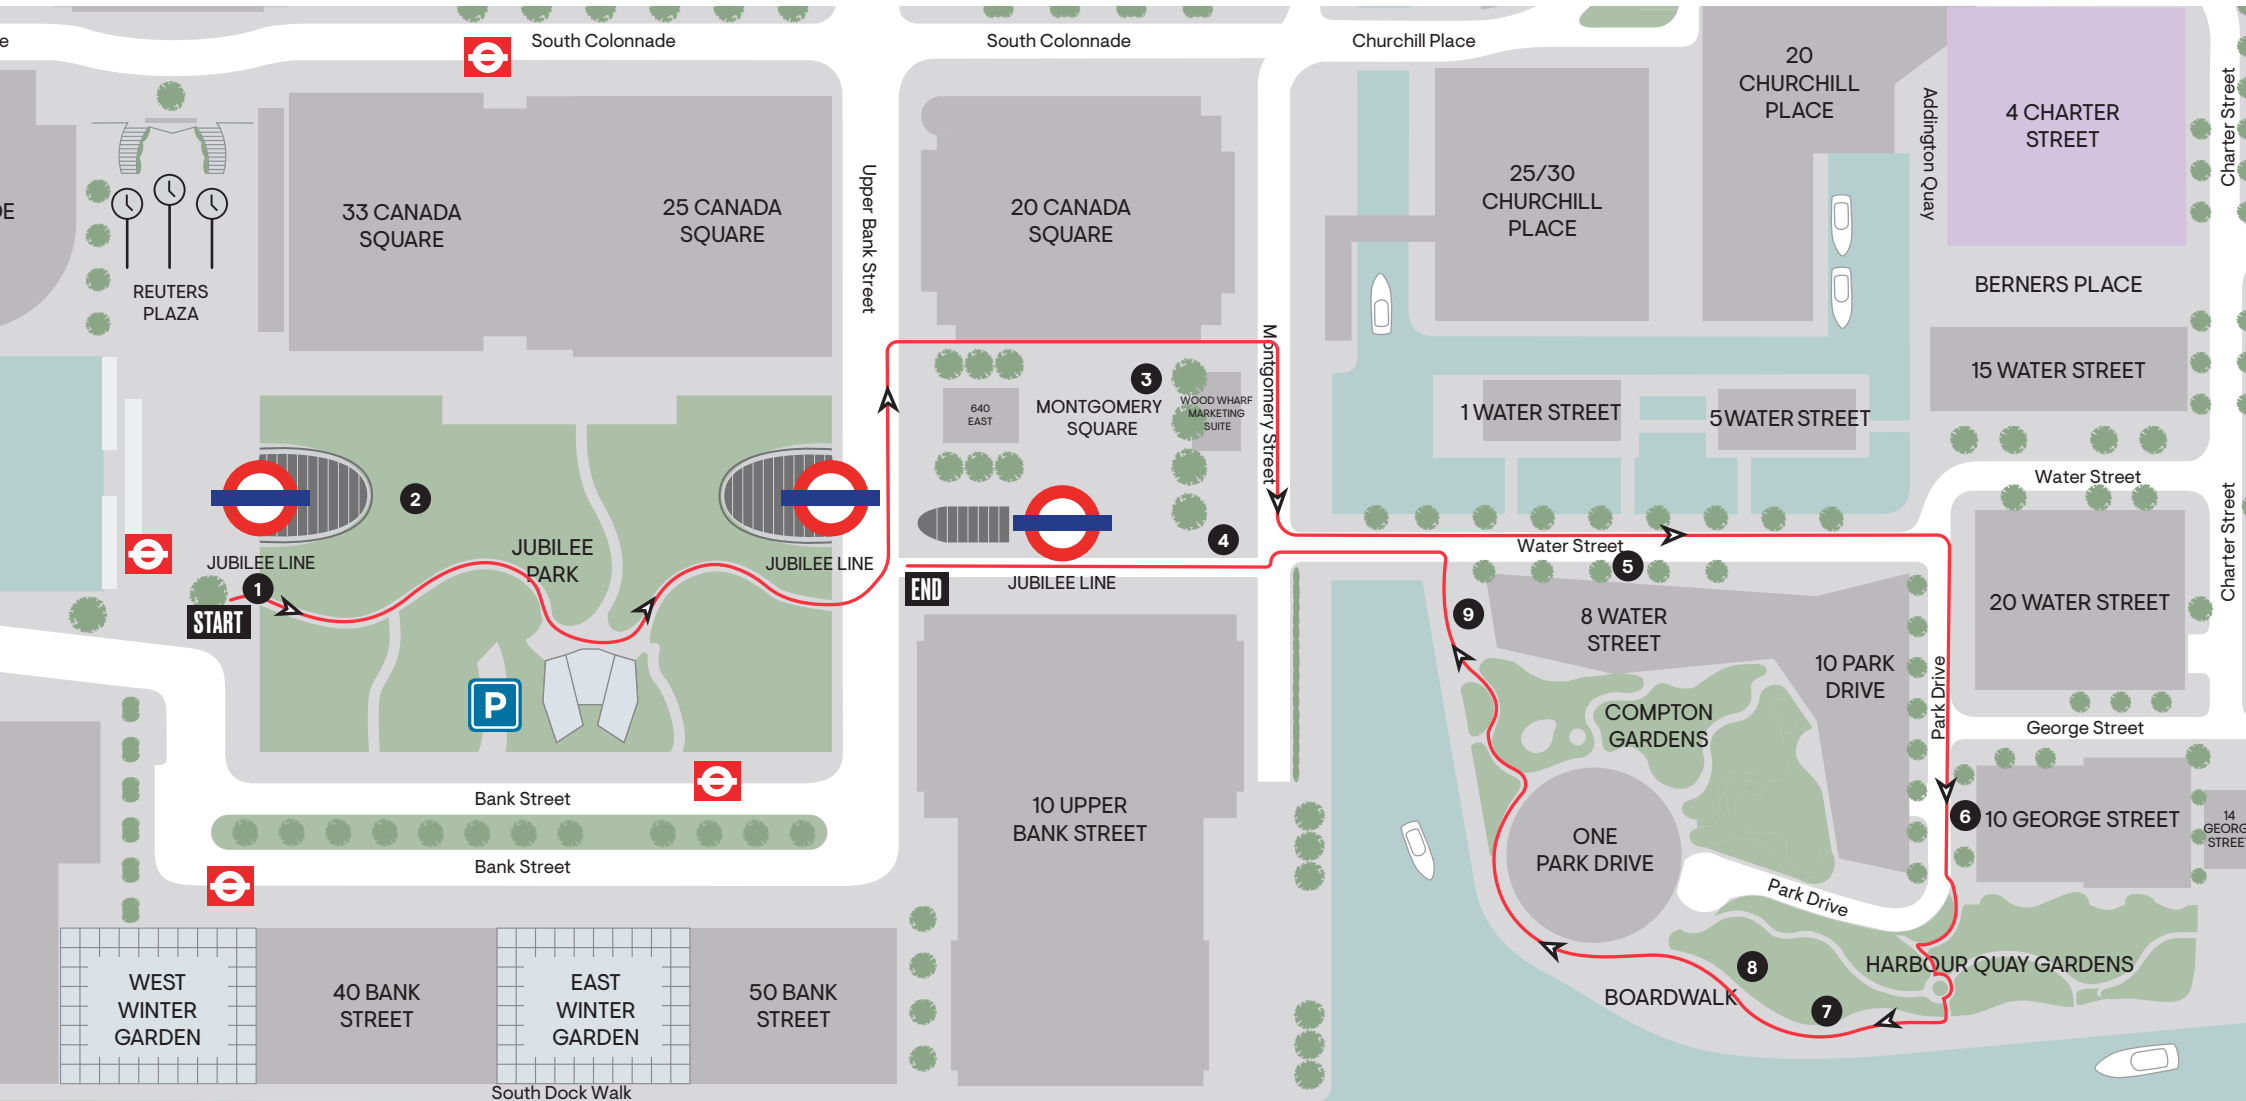 e
South Colonnade
South Colonnade
Churchill Place
20
CHURCHILL
PLACE
4 CHARTER
STREET
Addington Quay
Charter Street
DE
33 CANADA
SQUARE
25 CANADA
SQUARE
Upper Bank Street
20 CANADA
SQUARE
25/30
CHURCHILL
PLACE
REUTERS
PLAZA
BERNERS PLACE
15 WATER STREET
3
640
EAST
MONTGOMERY
SQUARE
WOOD WHARF
MARKETING
SUITE
Montgomery Street
1 WATER STREET
5 WATER STREET
Water Street
2
JUBILEE LINE
JUBILEE
PARK
JUBILEE LINE
4
JUBILEE LINE
Water Street
5
Charter Street
1
START
END
9
8 WATER
STREET
20 WATER STREET
10 PARK
DRIVE
Park Drive
P
COMPTON
GARDENS
George Street
Bank Street
10 UPPER
BANK STREET
ONE
PARK DRIVE
6
10 GEORGE STREET
14
GEORG
STREET
Bank Street
Park Drive
WEST
WINTER
GARDEN
40 BANK
STREET
EAST
WINTER
GARDEN
50 BANK
STREET
8
HARBOUR QUAY GARDENS
BOARDWALK
7
South Dock Walk